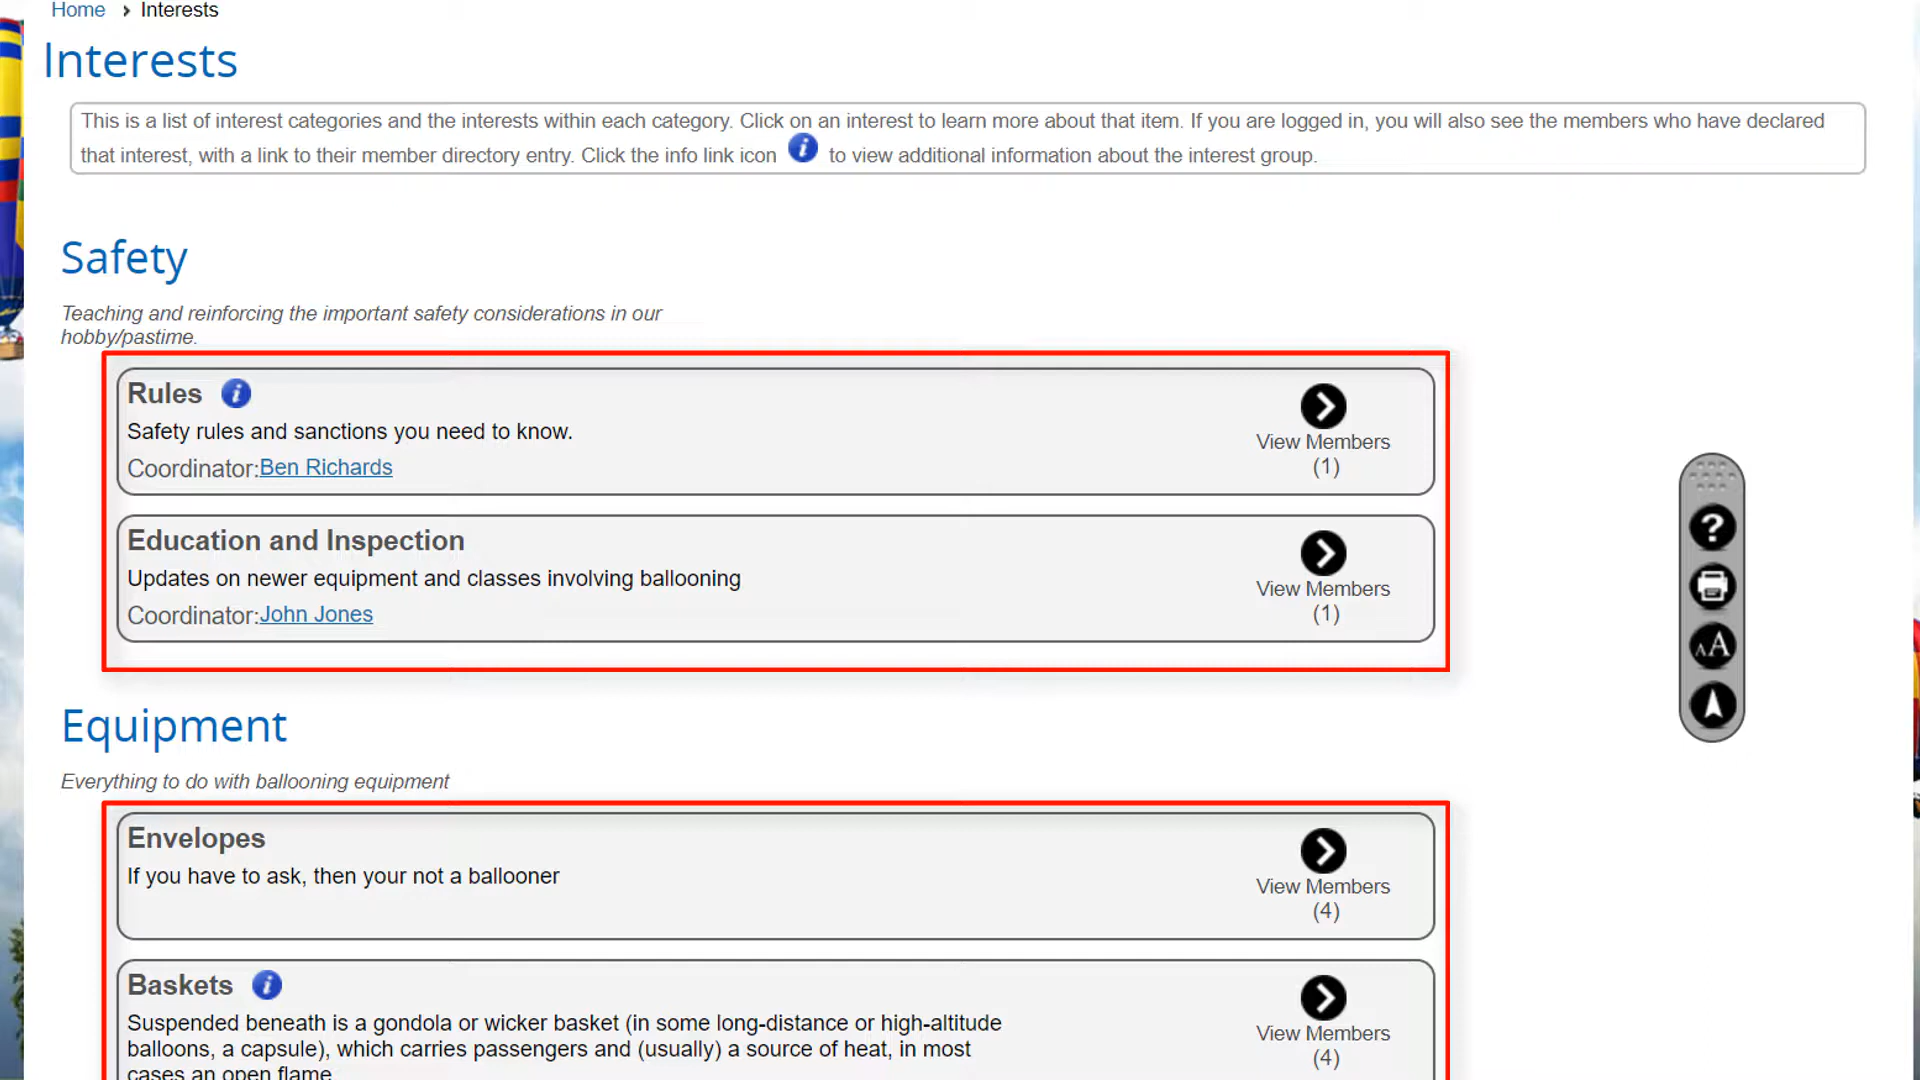 Home > Interests
Interests
This is a list of interest categories and the interests within each category. Click on an interest to learn more about that item. If you are logged in, you will also see the members who have declared
that interest, with a link to their member directory entry. Click the info link icon i to view additional information about the interest group.
Safety
Teaching and reinforcing the important safety considerations in our
hobby/pastime.
Rules i
Safety rules and sanctions you need to know.
Coordinator:Ben Richards
View Members
(1)
Education and Inspection
Updates on newer equipment and classes involving ballooning
Coordinator:John Jones
View Members
(1)
?
AA
Equipment
Everything to do with ballooning equipment
Envelopes
If you have to ask, then your not a ballooner
View Members
(4)
Baskets i
Suspended beneath is a gondola or wicker basket (in some long-distance or high-altitude
balloons, a capsule), which carries passengers and (usually) a source of heat, in most
cases an open flame
View Members
(4)